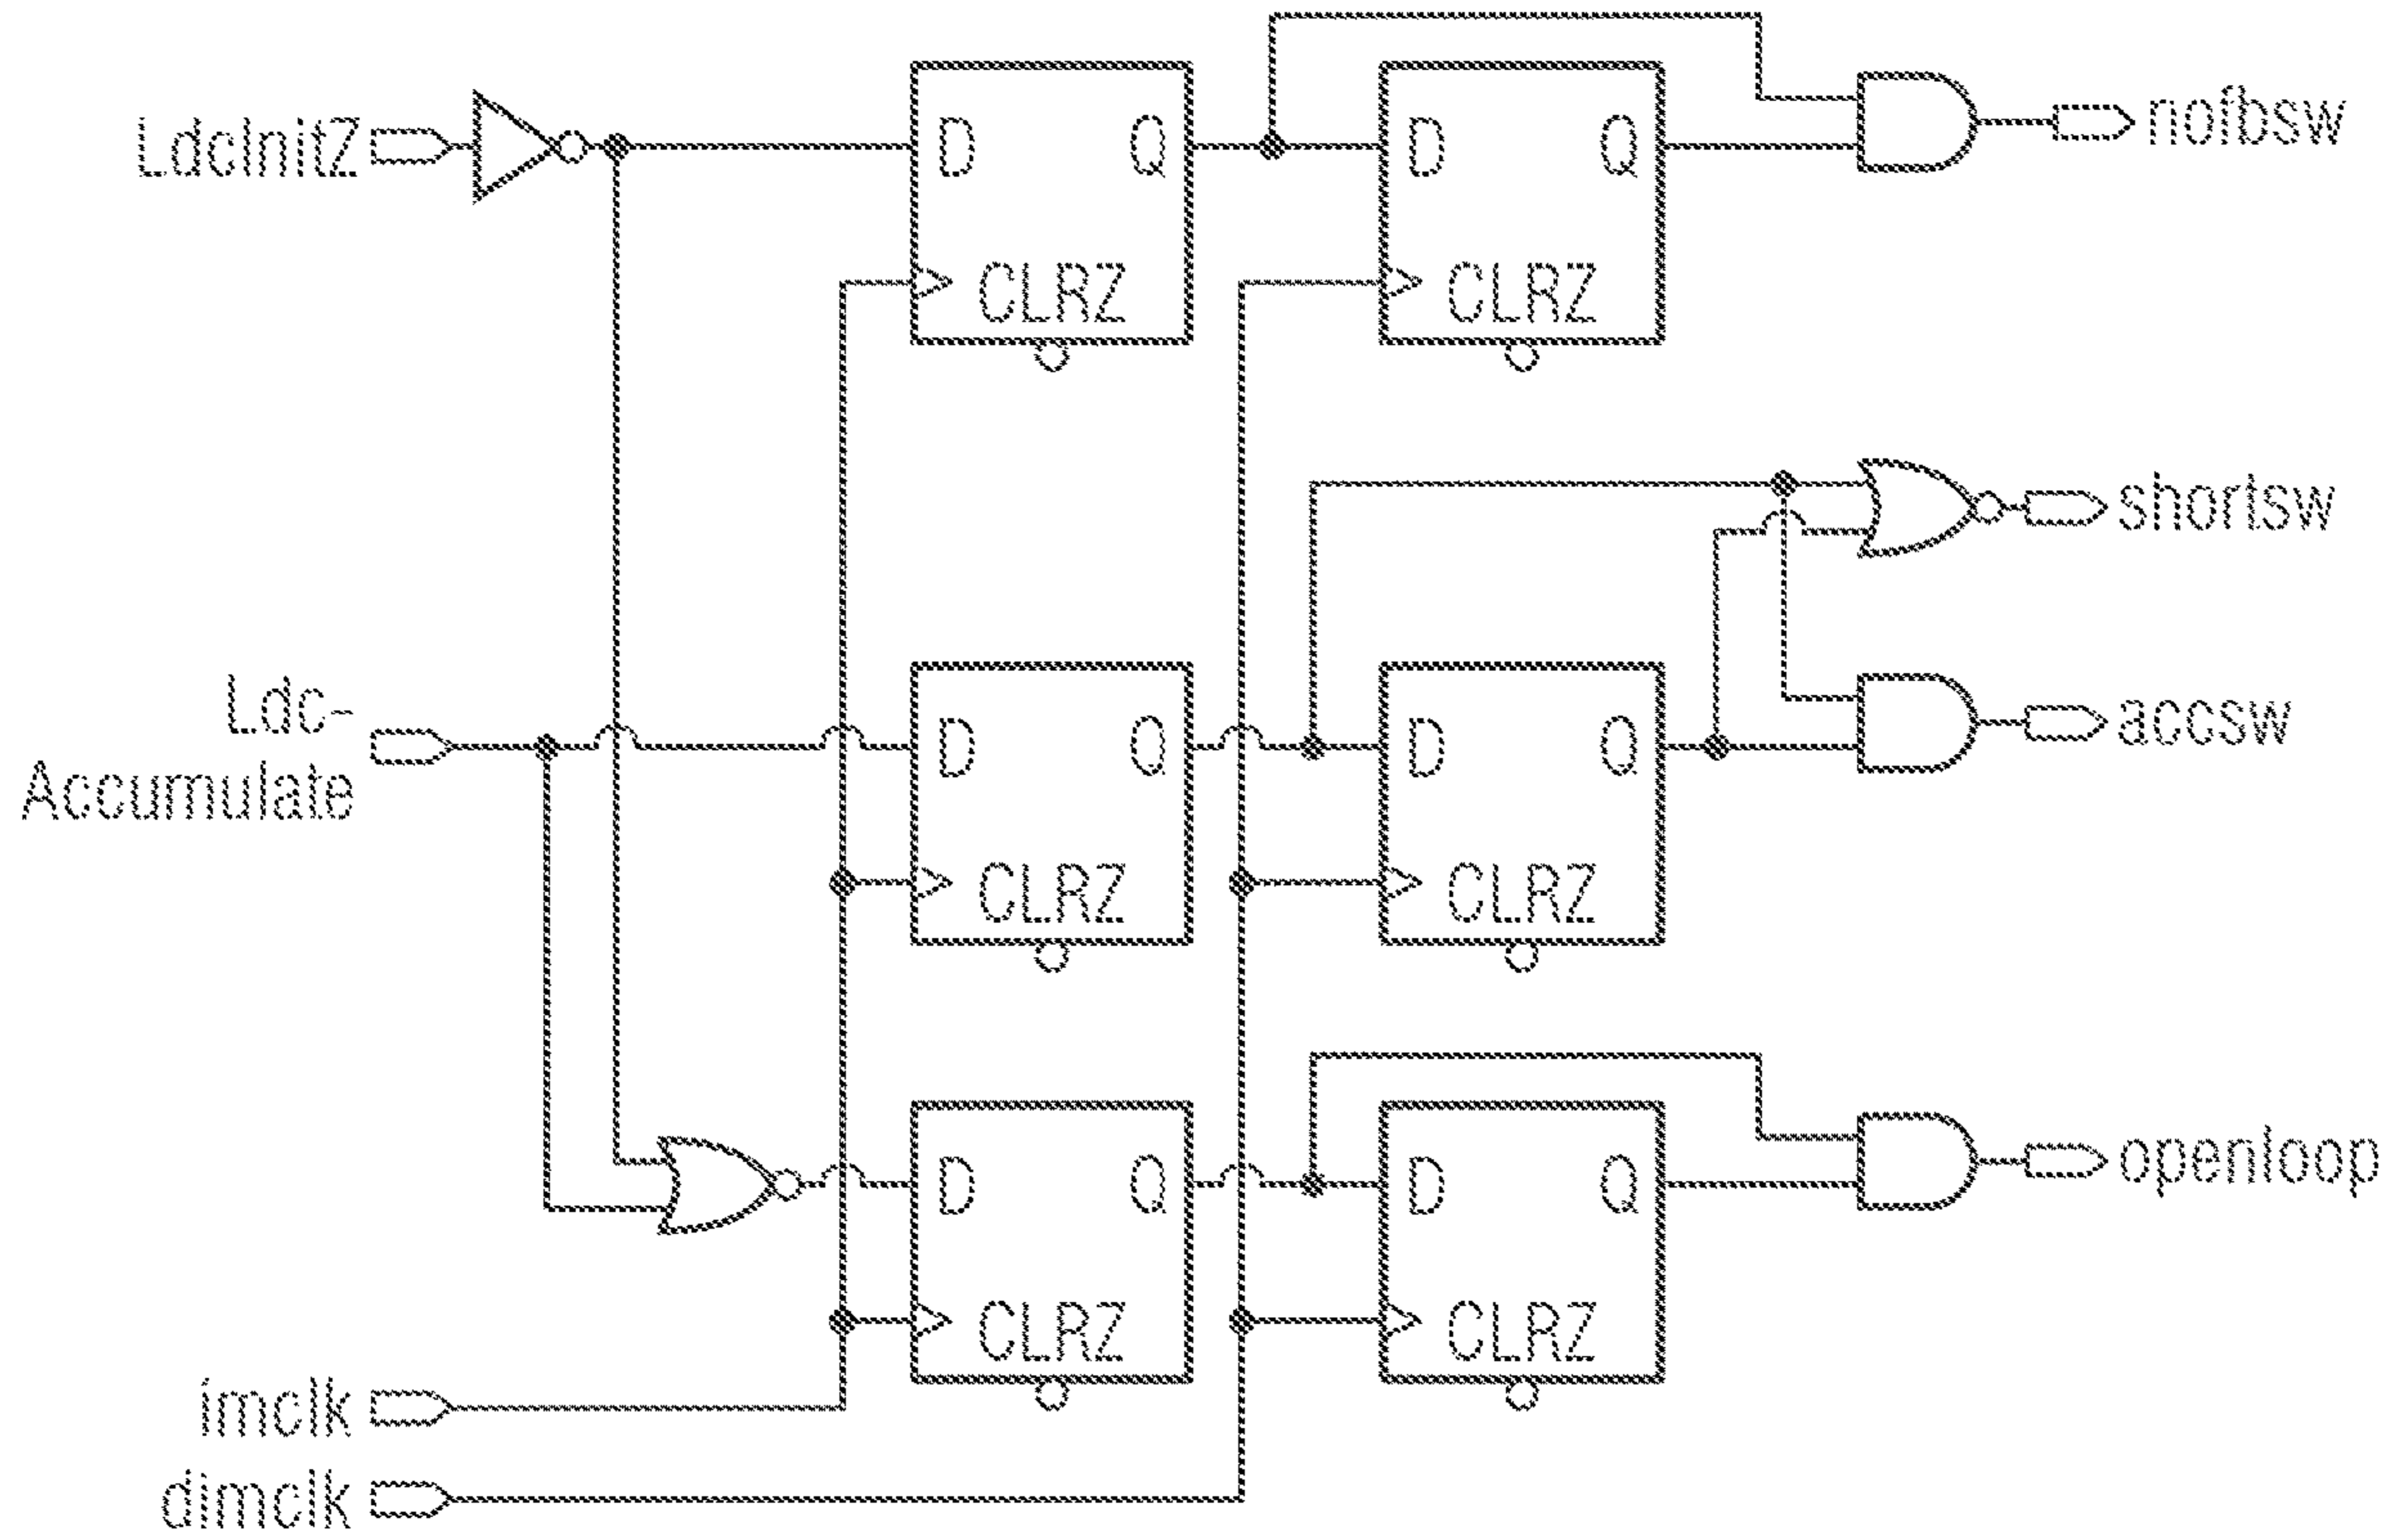 LdcInitZ
D Q
CLRZ
D Q
CLRZ
nofbsw
shortsw
Ldc-
Accumulate
D Q
CLRZ
D Q
CLRZ
accsw
D Q
CLRZ
D Q
CLRZ
openloop
imclk
dimclk